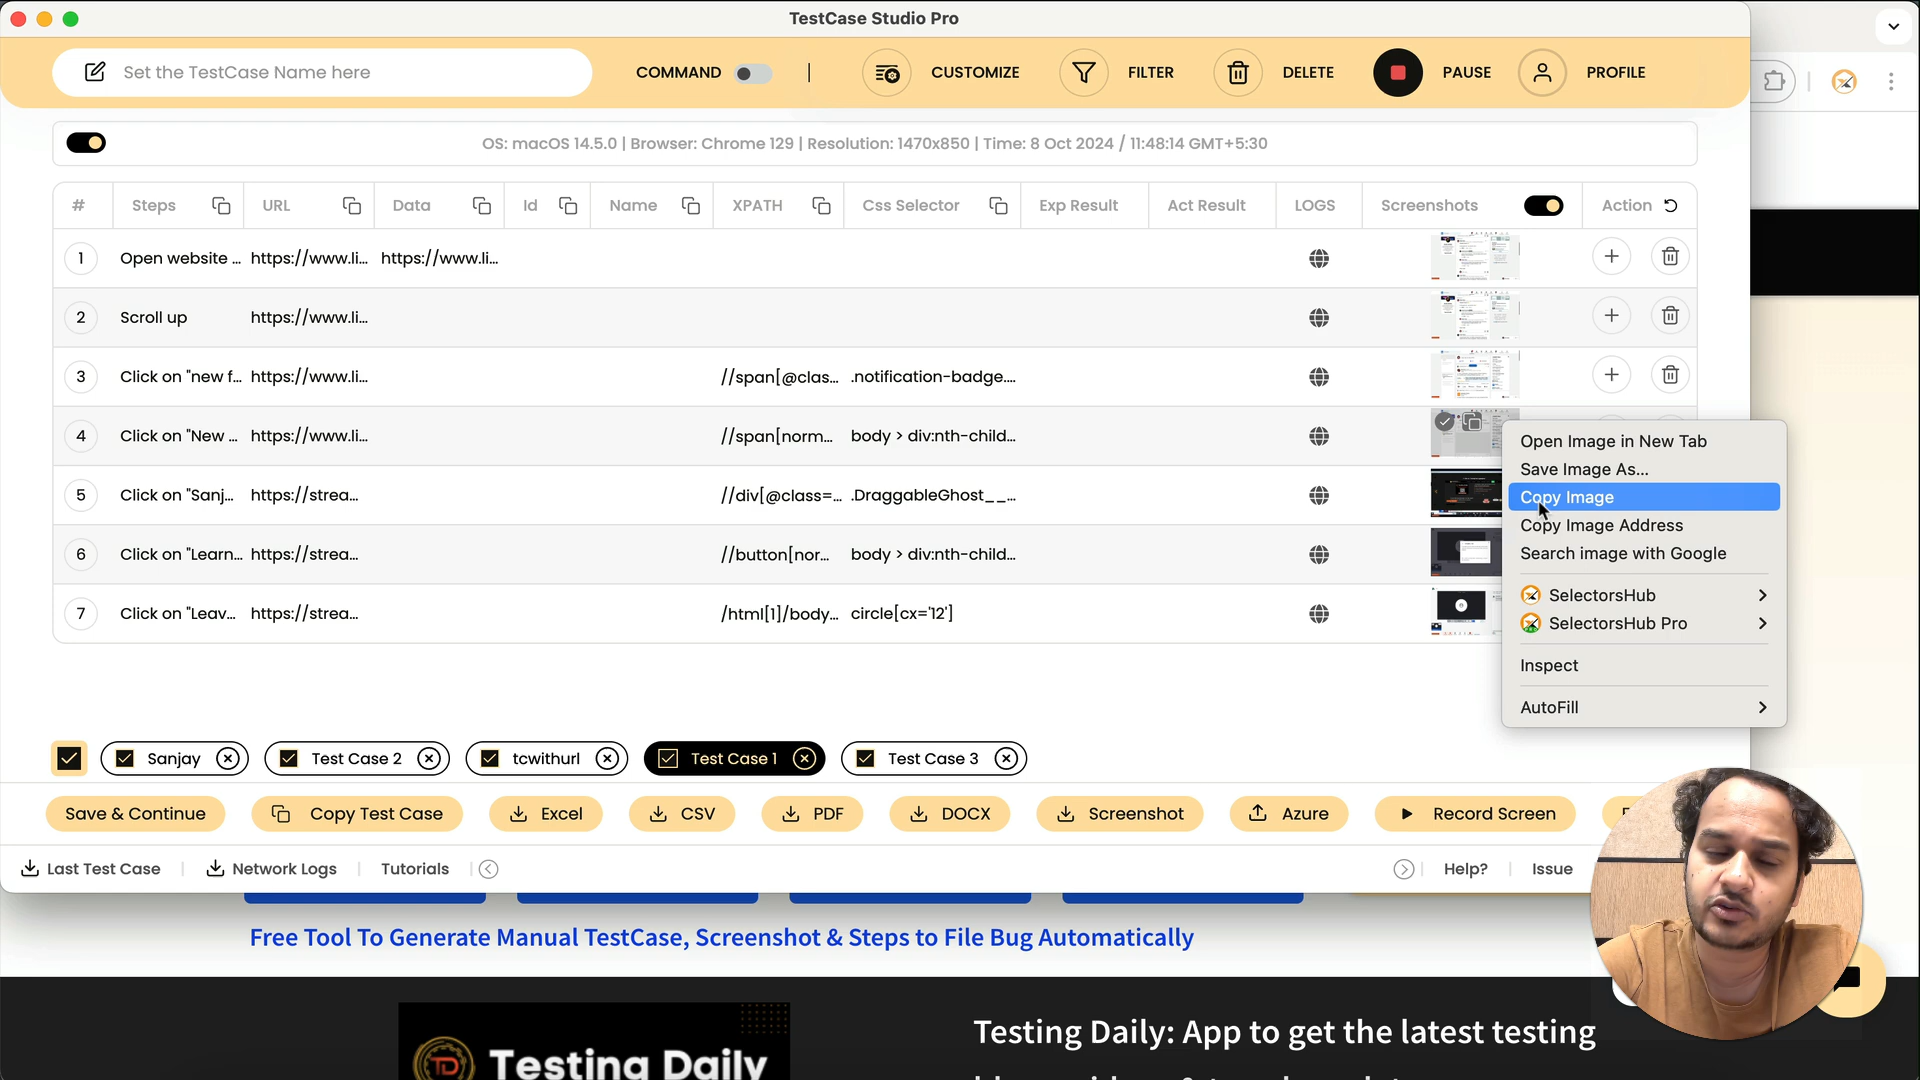 TestCase Studio Pro
Set the TestCase Name here
COMMAND
CUSTOMIZE
FILTER
DELETE
PAUSE
PROFILE
OS: macOS 14.5.0 | Browser: Chrome 129 | Resolution: 1470x850 | Time: 8 Oct 2024 / 11:48:14 GMT+5:30
# Steps URL Data Id Name XPATH Css Selector Exp Result Act Result LOGS Screenshots Action
1 Open website ... https://www.li... https://www.li...
2 Scroll up https://www.li...
3 Click on "new f... https://www.li... //span[@clas... .notification-badge....
4 Click on "New ... https://www.li... //span[norm... body > div:nth-child...
5 Click on "Sanj... https://strea... //div[@class=... .DraggableGhost__...
6 Click on "Learn... https://strea... //button[nor... body > div:nth-child...
7 Click on "Leav... https://strea... /html[1]/body... circle[cx='12']
Open Image in New Tab
Save Image As...
Copy Image
Copy Image Address
Search image with Google
SelectorsHub
SelectorsHub Pro
Inspect
AutoFill
Sanjay
Test Case 2
tcwithurl
Test Case 1
Test Case 3
Save & Continue
Copy Test Case
Excel
CSV
PDF
DOCX
Screenshot
Azure
Record Screen
Last Test Case
Network Logs
Tutorials
Help?
Issue
Free Tool To Generate Manual TestCase, Screenshot & Steps to File Bug Automatically
TD Testing Daily
Testing Daily: App to get the latest testing